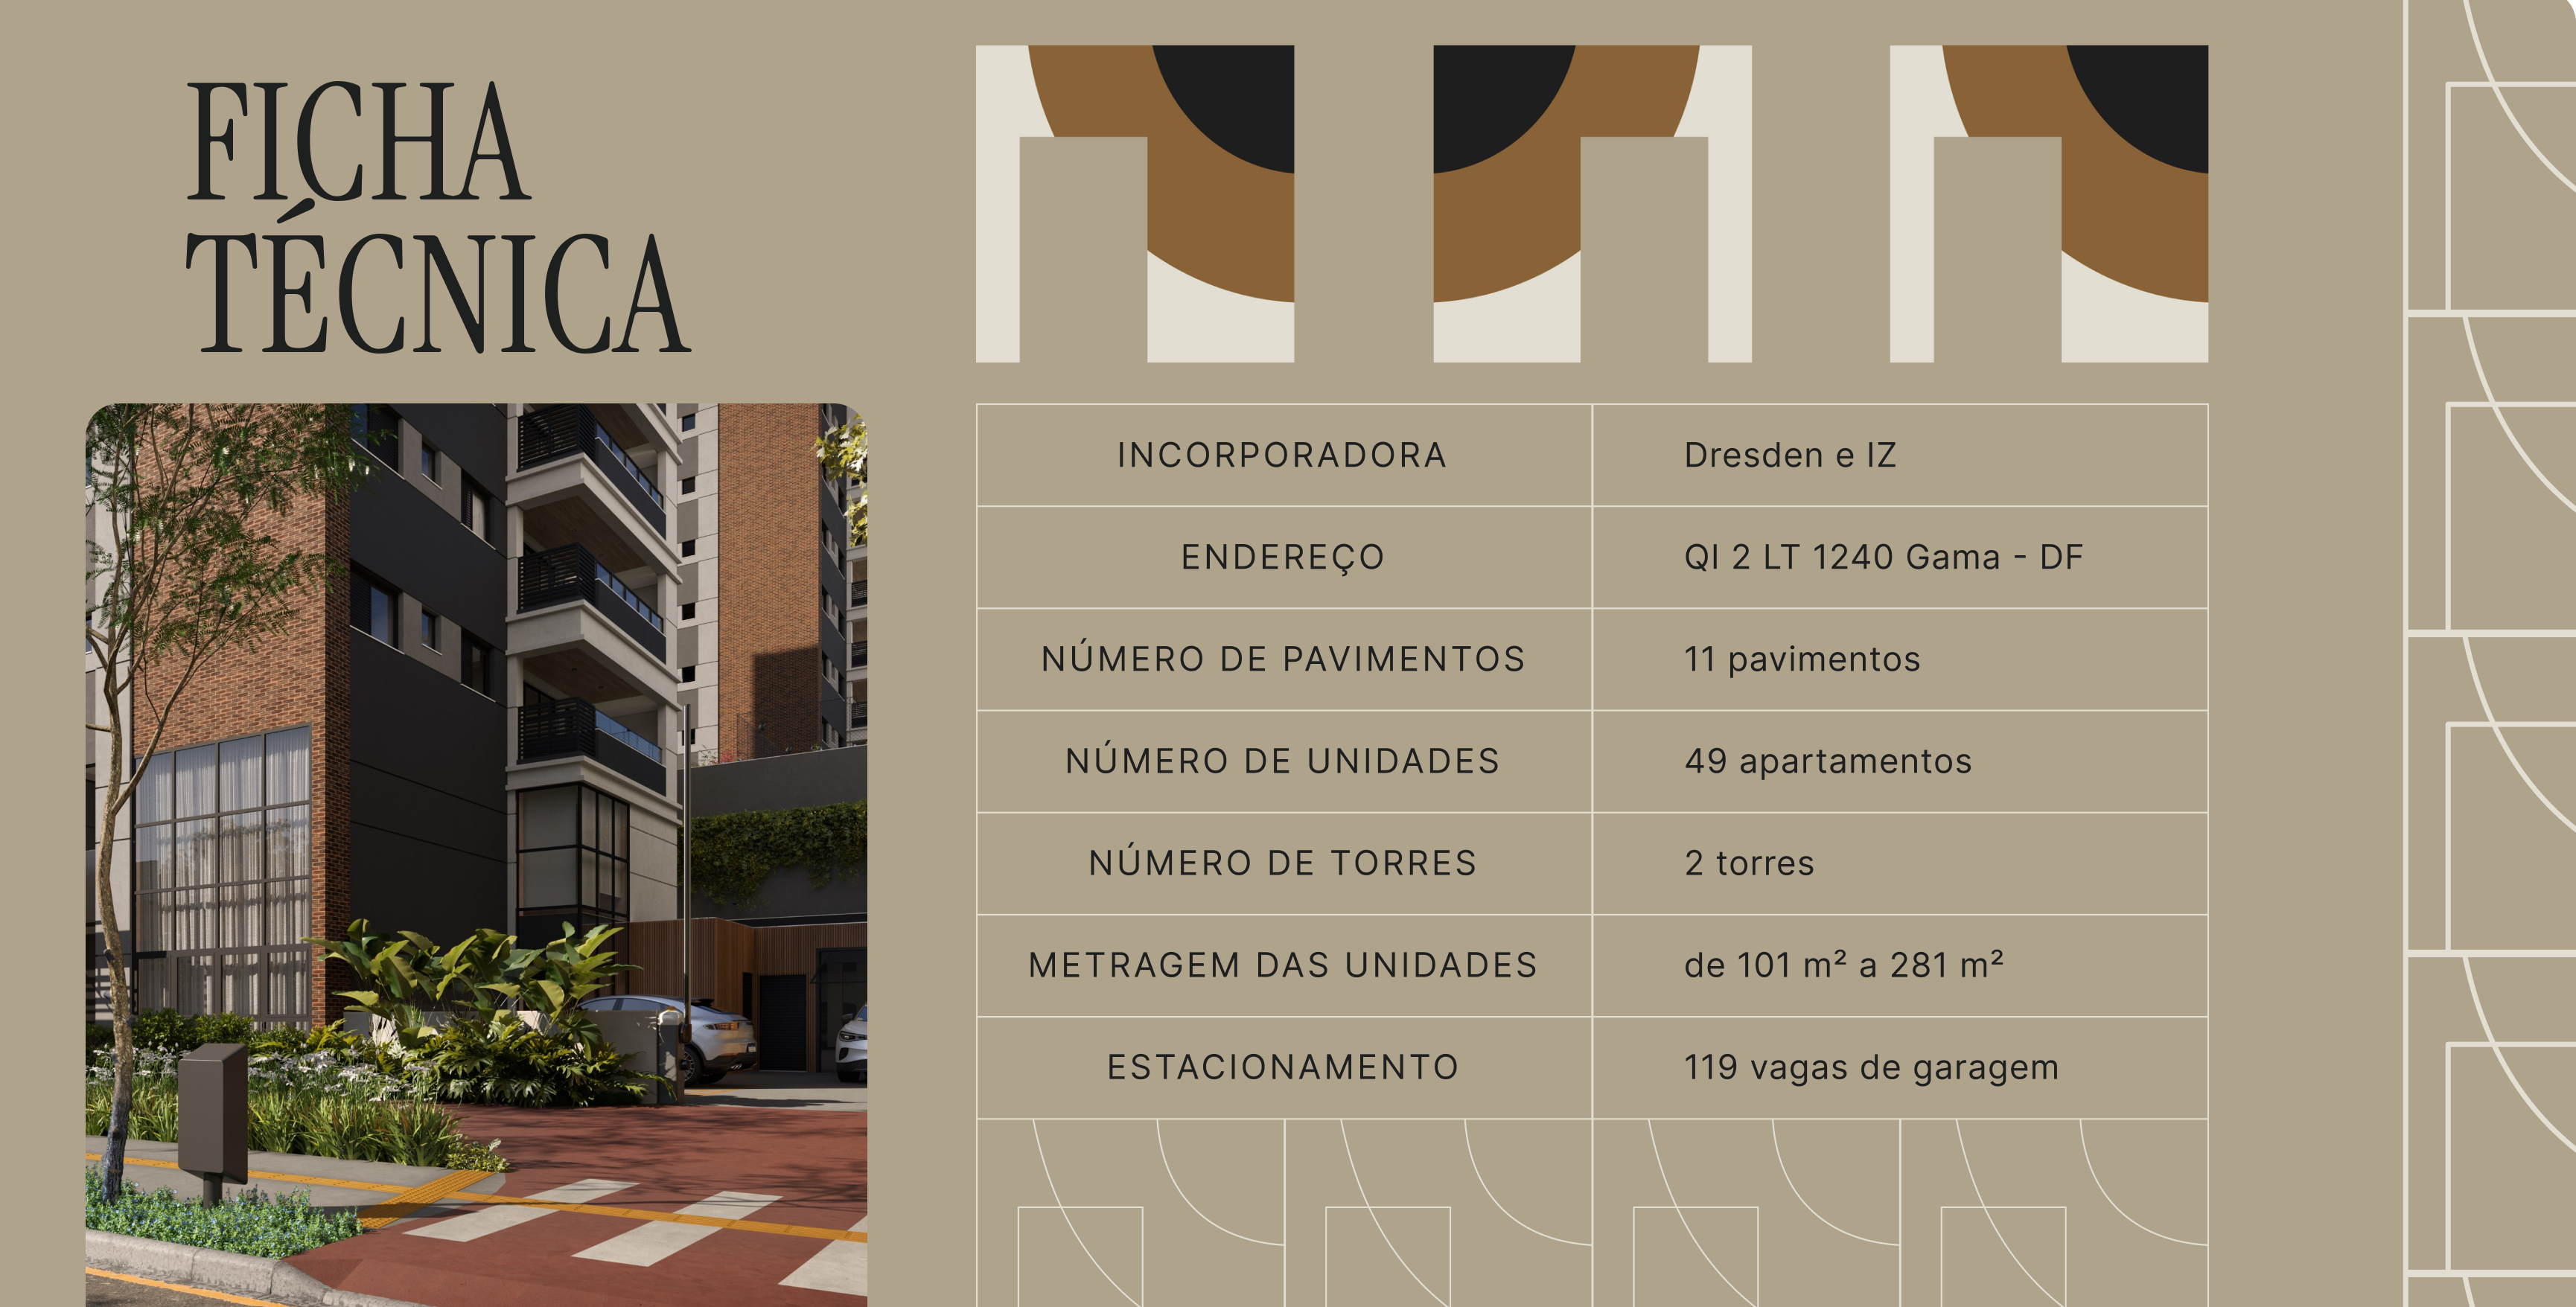 FICHA
TÉCNICA
INCORPORADORA
Dresden e IZ
ENDEREÇO
QI 2 LT 1240 Gama - DF
NÚMERO DE PAVIMENTOS
11 pavimentos
NÚMERO DE UNIDADES
49 apartamentos
NÚMERO DE TORRES
2 torres
METRAGEM DAS UNIDADES
de 101 m² a 281 m²
ESTACIONAMENTO
119 vagas de garagem